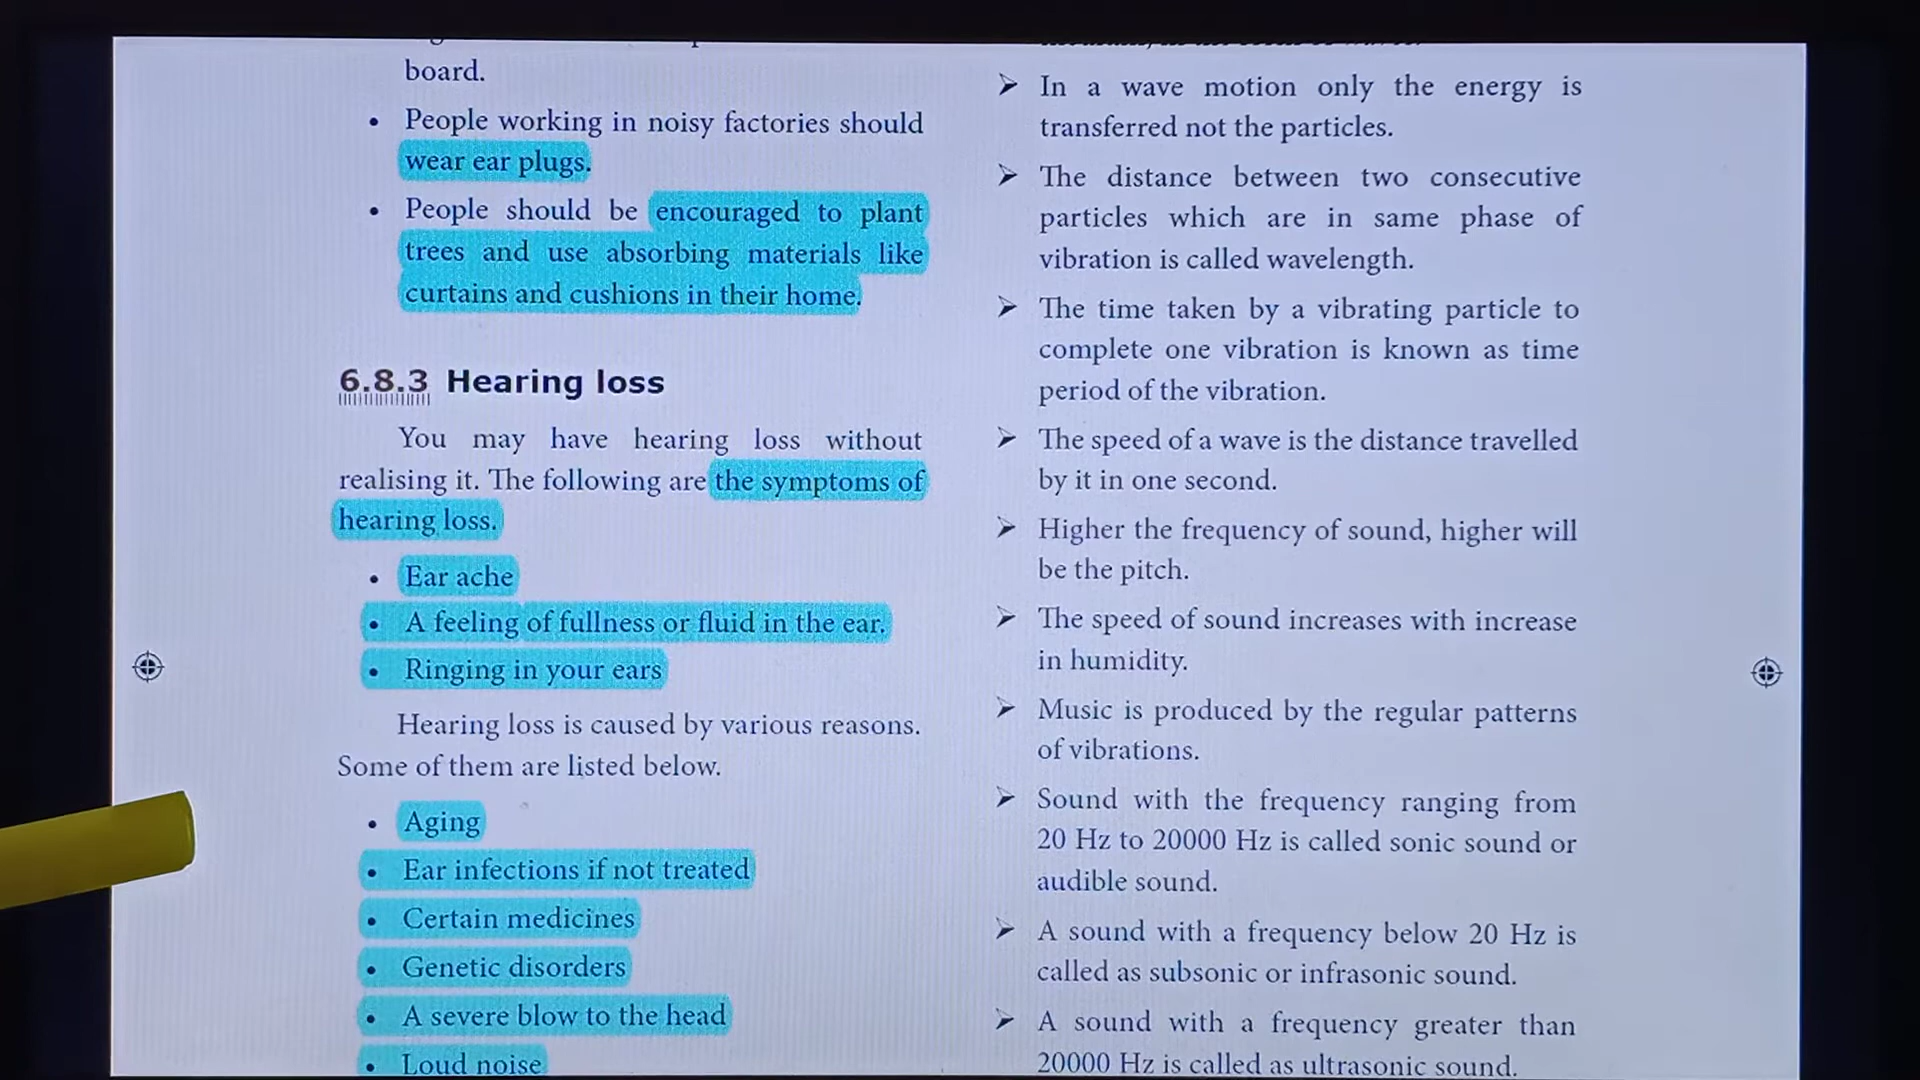 board.
• People working in noisy factories should
wear ear plugs.
• People should be encouraged to plant
trees and use absorbing materials like
curtains and cushions in their home.
6.8.3 Hearing loss
You may have hearing loss without
realising it. The following are the symptoms of
hearing loss.
• Ear ache
• A feeling of fullness or fluid in the ear.
• Ringing in your ears
Hearing loss is caused by various reasons.
Some of them are listed below.
• Aging
• Ear infections if not treated
• Certain medicines
• Genetic disorders
• A severe blow to the head
• Loud noise
➢ In a wave motion only the energy is
transferred not the particles.
➢ The distance between two consecutive
particles which are in same phase of
vibration is called wavelength.
➢ The time taken by a vibrating particle to
complete one vibration is known as time
period of the vibration.
➢ The speed of a wave is the distance travelled
by it in one second.
➢ Higher the frequency of sound, higher will
be the pitch.
➢ The speed of sound increases with increase
in humidity.
➢ Music is produced by the regular patterns
of vibrations.
➢ Sound with the frequency ranging from
20 Hz to 20000 Hz is called sonic sound or
audible sound.
➢ A sound with a frequency below 20 Hz is
called as subsonic or infrasonic sound.
➢ A sound with a frequency greater than
20000 Hz is called as ultrasonic sound.